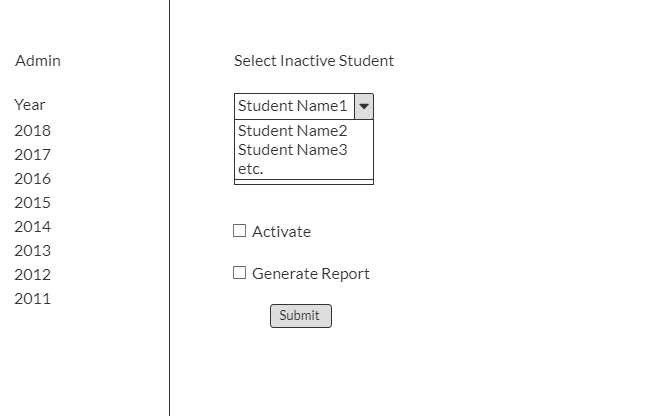 Admin
Year
2018
2017
2016
2015
2014
2013
2012
2011
Select Inactive Student
Student Name1
Student Name2
Student Name3
etc.
Activate
Generate Report
Submit